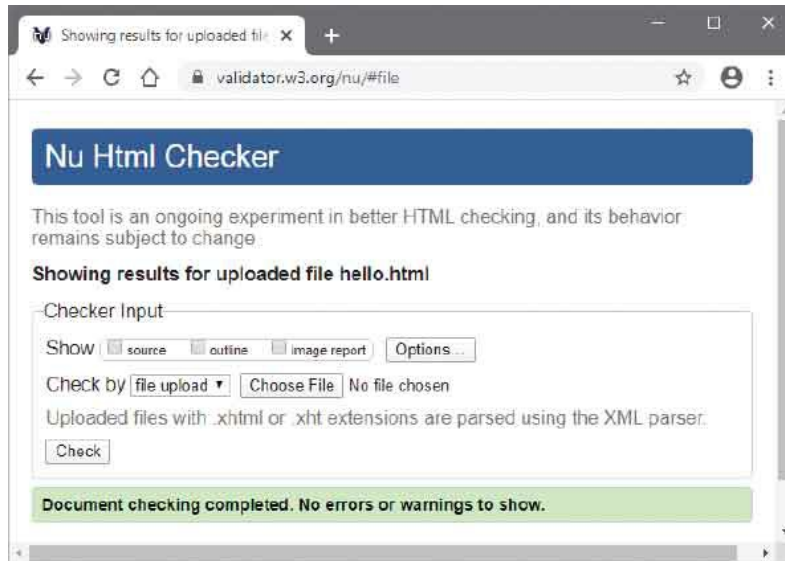 Showing results for uploaded fil
validator.w3.org/nu/#file
Nu Html Checker
This tool is an ongoing experiment in better HTML checking, and its behavior
remains subject to change
Showing results for uploaded file hello.html
Checker Input
Show source outline image report Options...
Check by file upload Choose File No file chosen
Uploaded files with .xhtml or .xht extensions are parsed using the XML parser.
Check
Document checking completed. No errors or warnings to show.